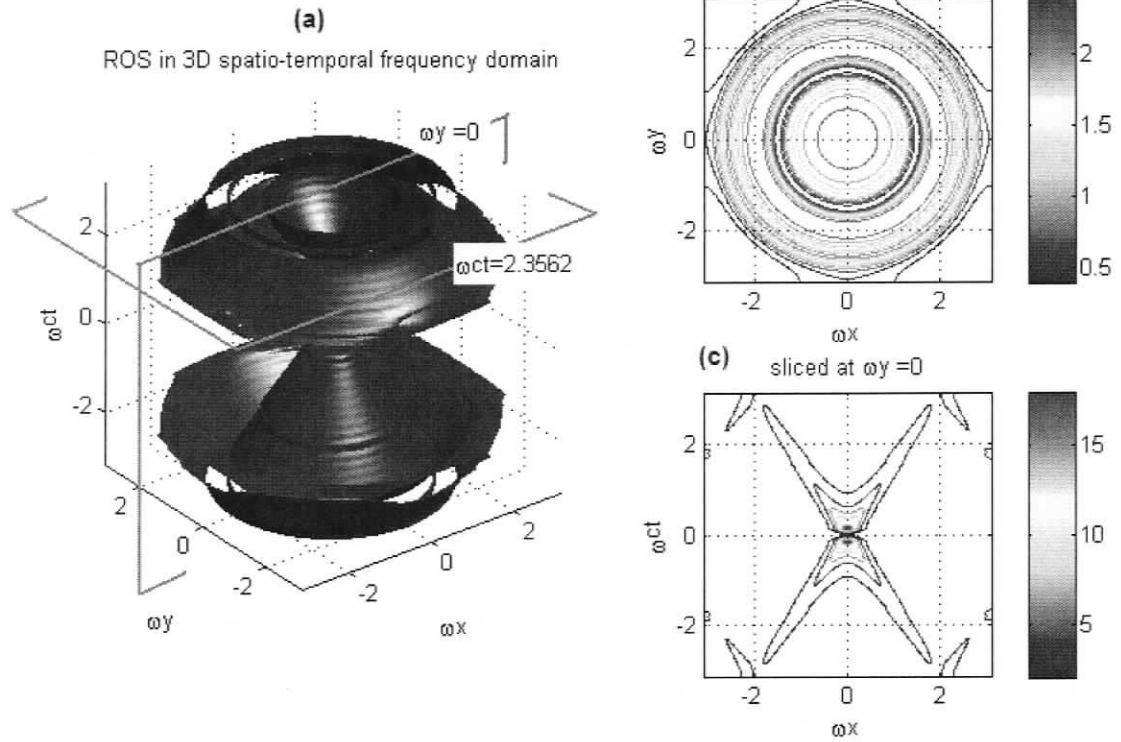 (a)
ROS in 3D spatio-temporal frequency domain
ωy =0
ωct=2.3562
2
0
-2
ωct
2
0
-2
ωy
-2
0
2
ωx
2
0
-2
ωy
-2
0
2
ωx
2
1.5
1
0.5
(c)
sliced at ωy =0
2
0
-2
ωct
-2
0
2
ωx
15
10
5